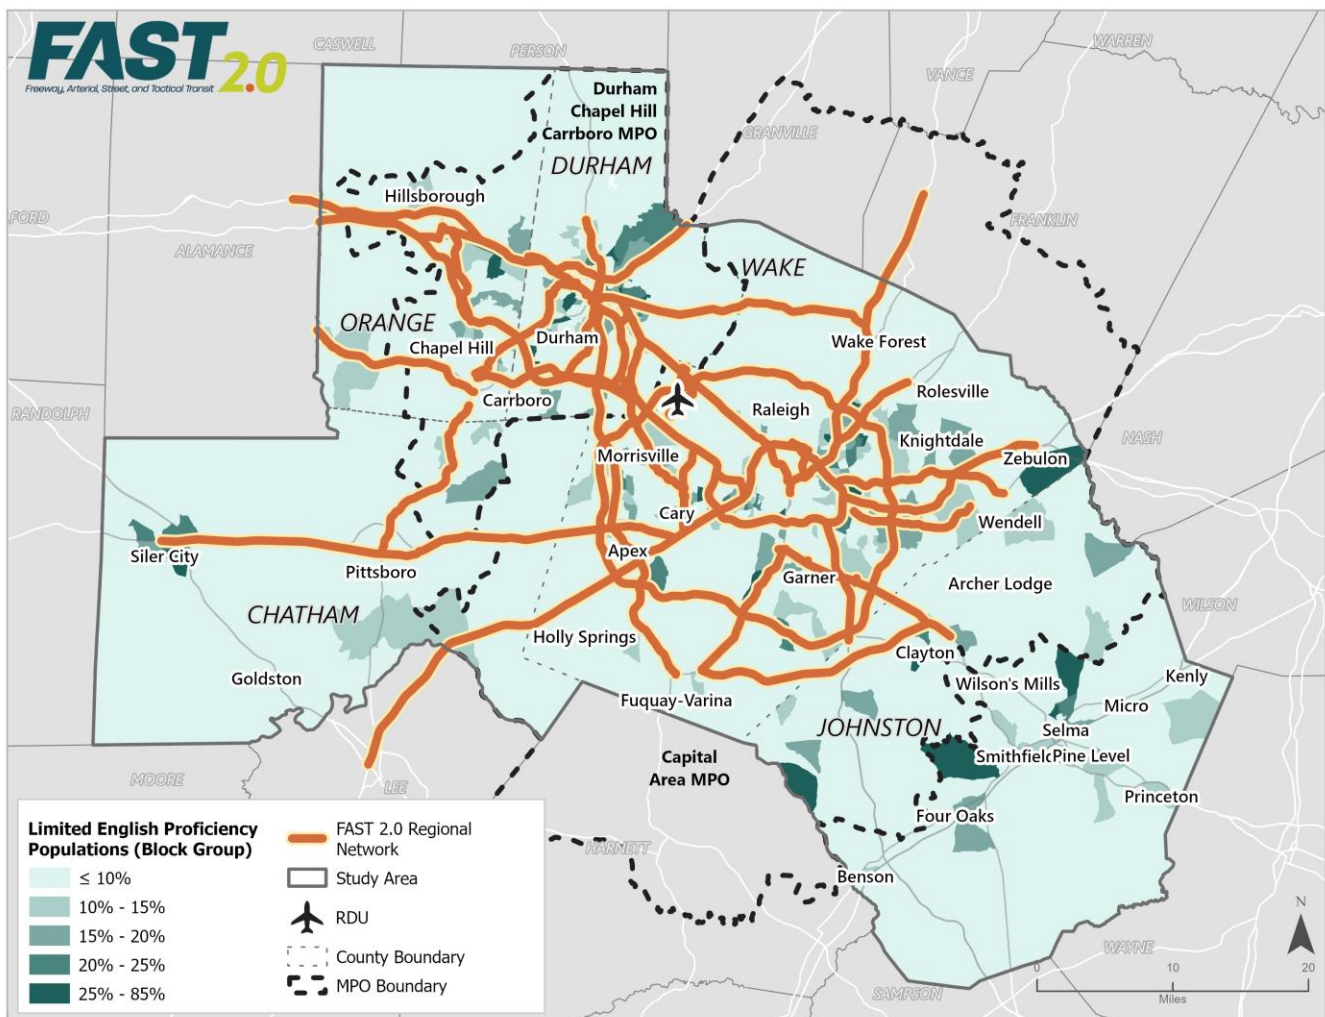 FAST 2.0
Freeway, Arterial, Street, and Tactical Transit
CASWELL
PERSON
WARREN
VANCE
GRANVILLE
FRANKLIN
Durham
Chapel Hill
Carrboro MPO
DURHAM
Hillsborough
FORD
ALAMANCE
WAKE
ORANGE
Chapel Hill
Durham
Wake Forest
RANDOLPH
Carrboro
Raleigh
Rolesville
Knightdale
NASH
Morrisville
Zebulon
Cary
Wendell
Siler City
Pittsboro
Apex
Garner
Archer Lodge
CHATHAM
WILSON
Holly Springs
Clayton
Goldston
Wilson's Mills
Kenly
Fuquay-Varina
Micro
JOHNSTON
Selma
Capital
Area MPO
Smithfield
Pine Level
MOORE
LEE
Princeton
Four Oaks
HARNETT
Benson
WAYNE
SAMPSON
Limited English Proficiency
Populations (Block Group)
≤ 10%
10% - 15%
15% - 20%
20% - 25%
25% - 85%
FAST 2.0 Regional
Network
Study Area
RDU
County Boundary
MPO Boundary
N
0 10 20
Miles